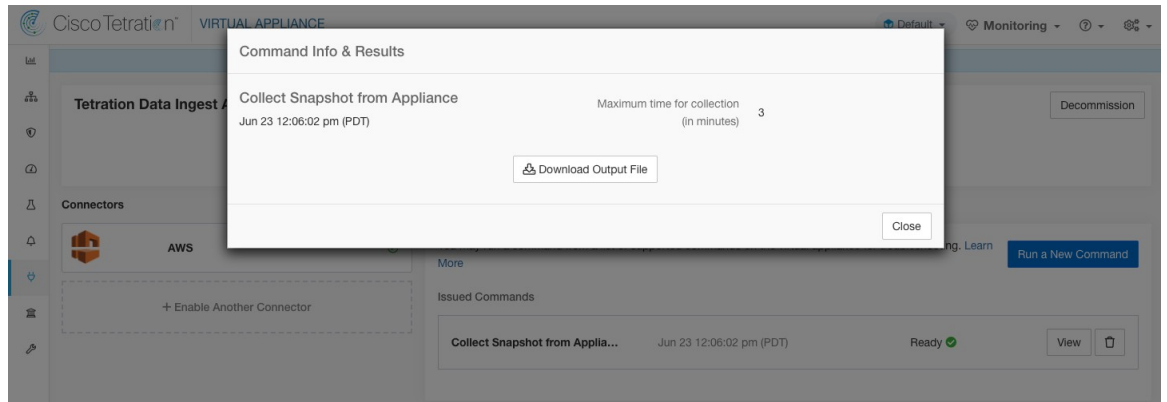 Cisco Tetration™ VIRTUAL APPLIANCE
Default
Monitoring
Command Info & Results
Collect Snapshot from Appliance
Jun 23 12:06:02 pm (PDT)
Maximum time for collection
(in minutes)
3
Download Output File
Close
Tetration Data Ingest
Decommission
Connectors
AWS
ng. Learn
More
Run a New Command
+ Enable Another Connector
Issued Commands
Collect Snapshot from Applia...
Jun 23 12:06:02 pm (PDT)
Ready
View